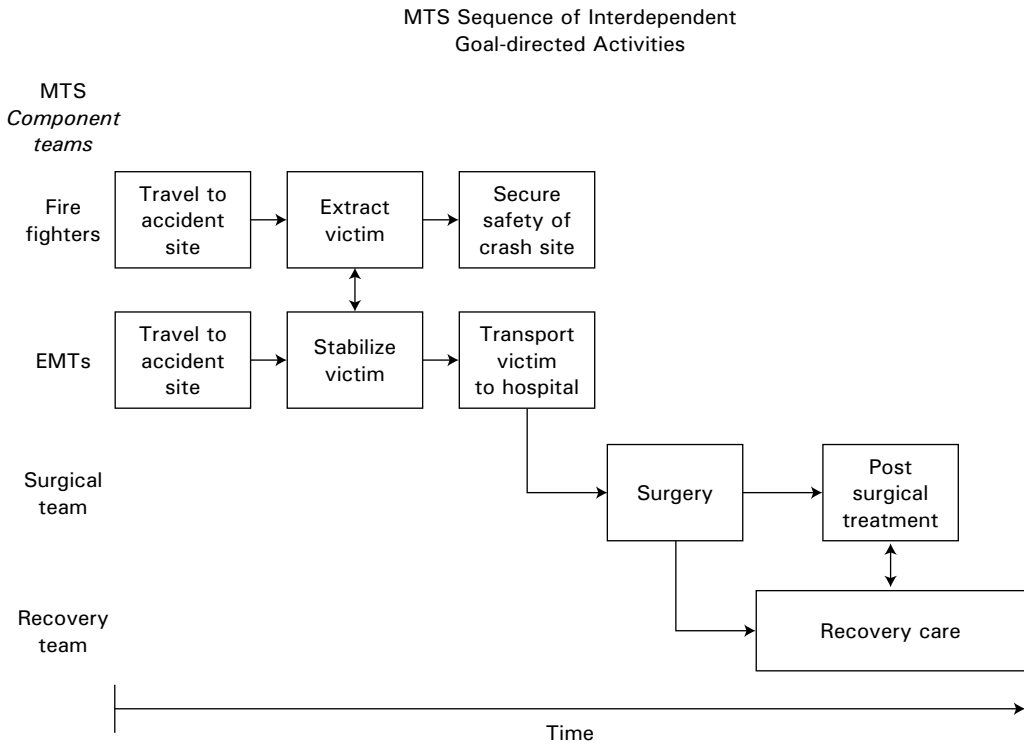 MTS Sequence of Interdependent
Goal-directed Activities
MTS
Component
teams
Fire
fighters
Travel to
accident
site
Extract
victim
Secure
safety of
crash site
EMTs
Travel to
accident
site
Stabilize
victim
Transport
victim
to hospital
Surgical
team
Surgery
Post
surgical
treatment
Recovery
team
Recovery care
Time